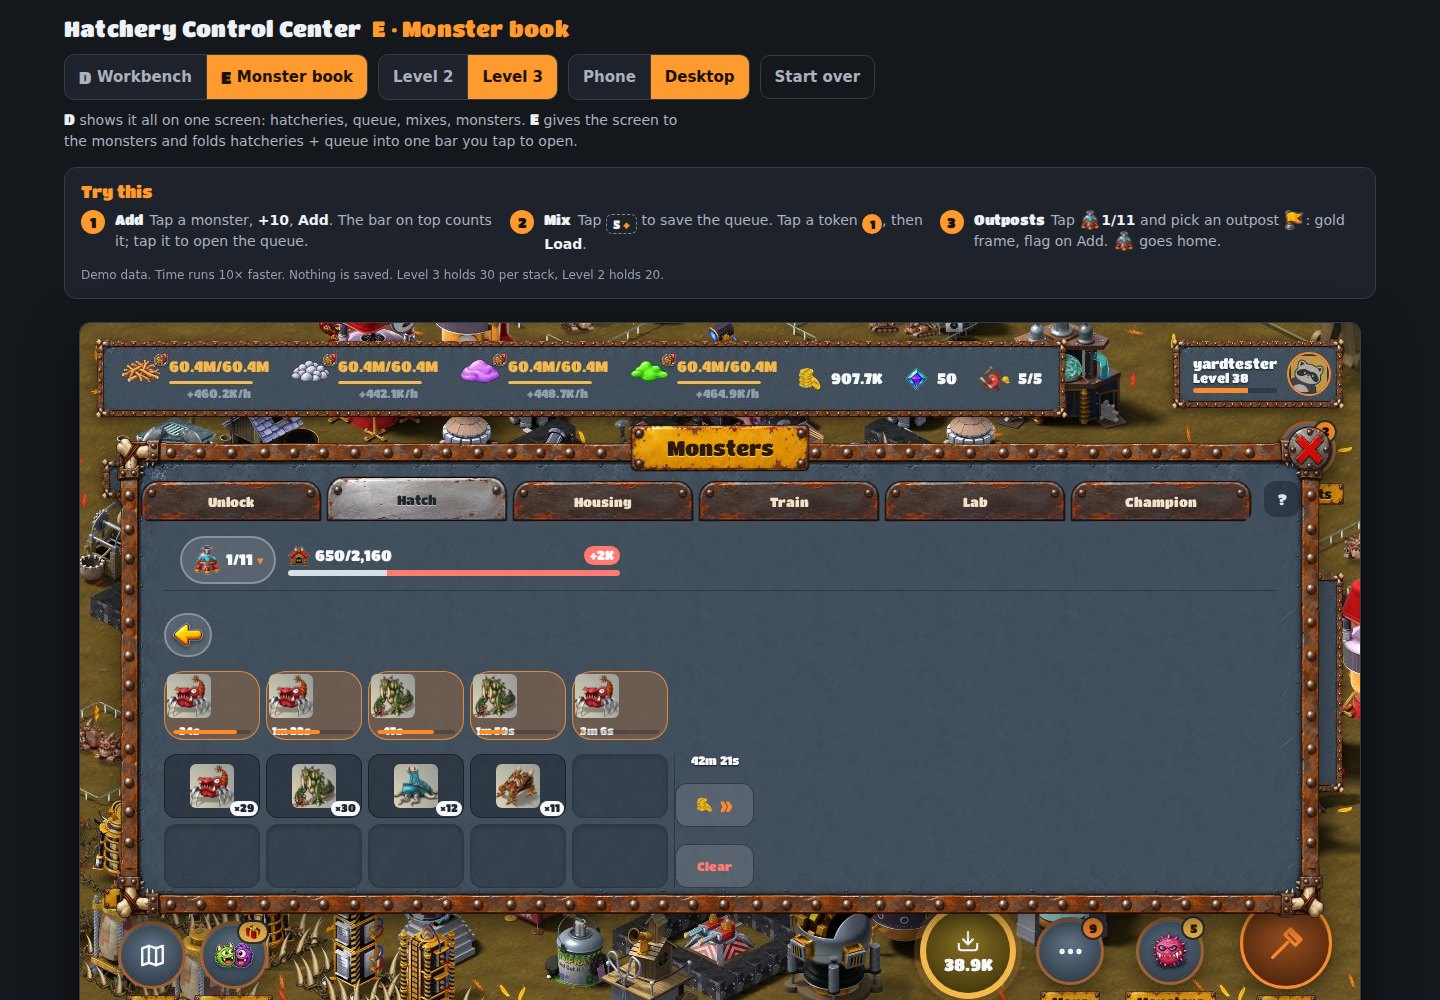 Hatchery Control Center E · Monster book
D Workbench E Monster book Level 2 Level 3 Phone Desktop Start over
D shows it all on one screen: hatcheries, queue, mixes, monsters. E gives the screen to
the monsters and folds hatcheries + queue into one bar you tap to open.
Try this
1 Add Tap a monster, +10, Add. The bar on top counts
it; tap it to open the queue.
2 Mix Tap 5 + to save the queue. Tap a token 1, then
Load.
3 Outposts Tap 1/11 and pick an outpost : gold
frame, flag on Add. goes home.
Demo data. Time runs 10× faster. Nothing is saved. Level 3 holds 30 per stack, Level 2 holds 20.
60.4M/60.4M 60.4M/60.4M 60.4M/60.4M 60.4M/60.4M 907.7K 50 5/5
+460.2K/h +442.1K/h +448.7K/h +464.9K/h
yardtester
Level 38
Monsters
Unlock Hatch Housing Train Lab Champion ?
1/11 ▾ 650/2,160 +2K
3m 6s
42m 21s
×29 ×30 ×12 ×11
»
Clear
38.9K
9
5